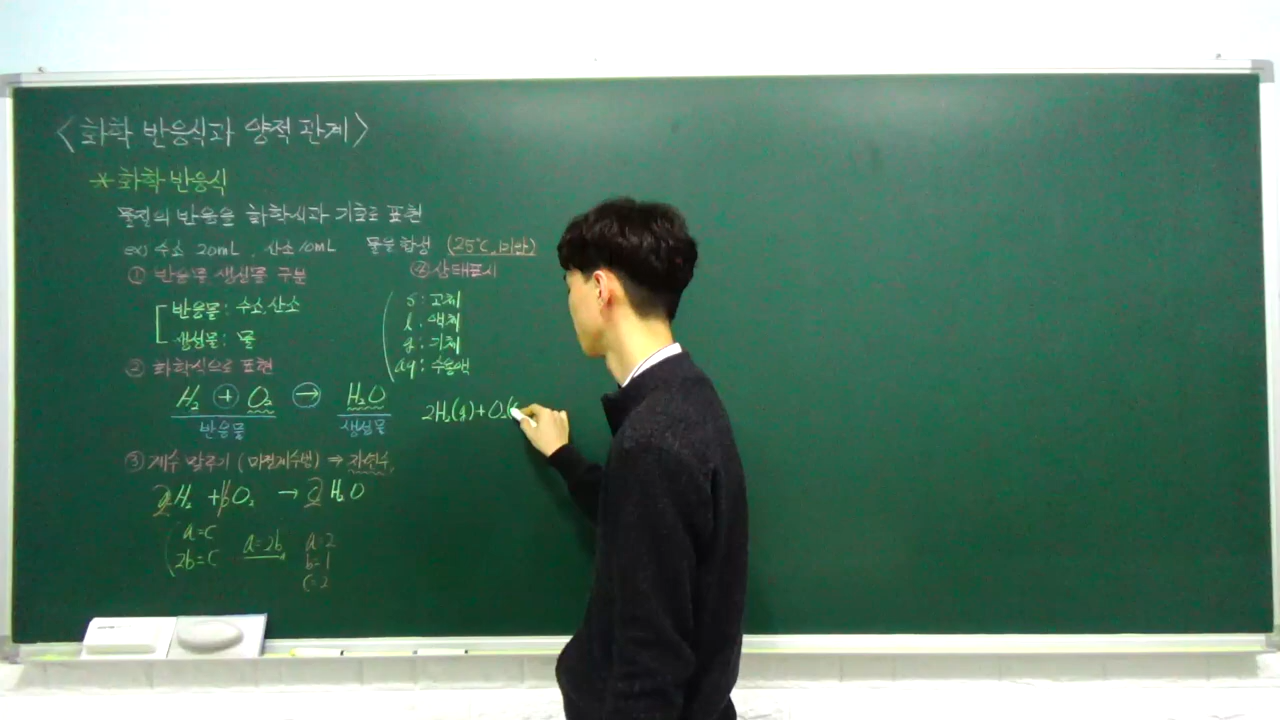 <화학 반응식과 양적 관계>
* 화학 반응식
물질의 반응을 화학식과 기호로 표현
ex) 수소 20mL, 산소 10mL 물을 합성 (25℃, 1기압)
① 반응물 생성물 구분
반응물: 수소, 산소
생성물: 물
② 화학식으로 표현
H₂ + O₂ → H₂O
반응물 생성물
③ 계수 맞추기 (미정계수법) ⇒ 자연수.
2H₂ + bO₂ → 2H₂O
a=c
2b=c
a=2b
a=2
b=1
c=2
④ 상태표시
s: 고체
l: 액체
g: 기체
aq: 수용액
2H₂(g)+O₂(